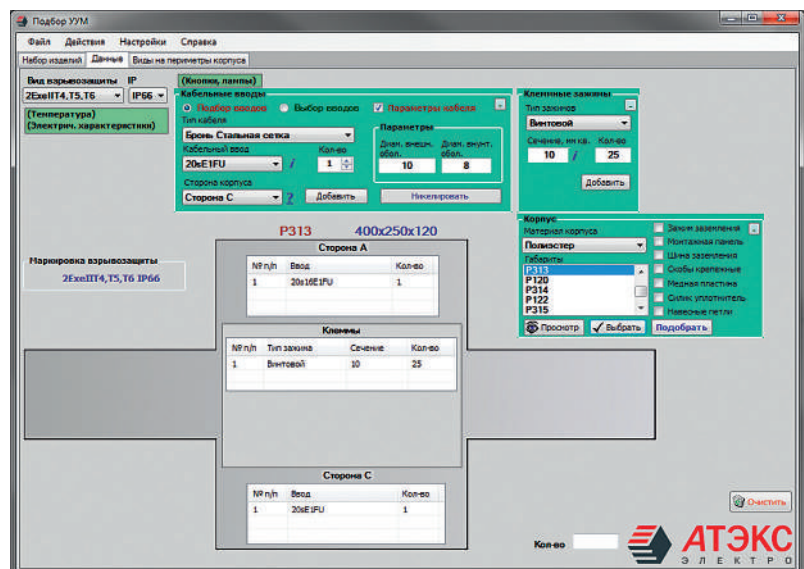 Подбор УУМ
Файл Действия Настройки Справка
Набор изделий Данные Виды на периметры корпуса
Вид взрывозащиты IP
2ExeIIT4,T5,T6 IP66
(Температура)
(Электрич. характеристики)
(Кнопки, лампы)
Кабельные вводы
Подбор вводов Выбор вводов Параметры кабеля
Тип кабеля
Бронь Стальная сетка
Кабельный ввод Кол-во
20sE1FU i 1
Сторона корпуса
Сторона C ? Добавить
Параметры
Диам. внешн. обол. Диам. внунт. обол.
10 8
Никелировать
Клеммные зажимы
Тип зажимов
Винтовой
Сечение, мм кв. Кол-во
10 i 25
Добавить
Корпус
Материал корпуса
Полиэстер
Габариты
P313
P120
P314
P122
P315
Зажим заземления
Монтажная панель
Шина заземления
Скобы крепежные
Медная пластина
Силик. уплотнитель
Навесные петли
Просмотр Выбрать Подобрать
Маркировка взрывозащиты
2ExeIIT4,T5,T6 IP66
P313 400x250x120
Сторона A
№ п/п Ввод Кол-во
1 20s16E1FU 1
Клеммы
№ п/п Тип зажима Сечение Кол-во
1 Винтовой 10 25
Сторона C
№ п/п Ввод Кол-во
1 20sE1FU 1
Очистить
Кол-во
АТЭКС
ЭЛЕКТРО